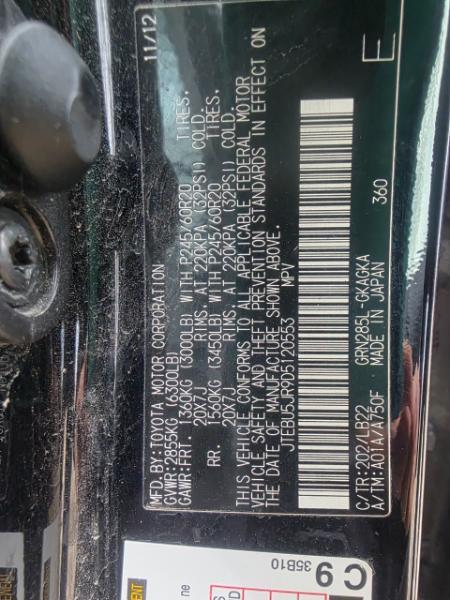 MFD.BY:TOYOTA MOTOR CORPORATION 11/12
GVWR:2855KG (6300LB)
GAWR:FRT. 1360KG (3000LB) WITH P245/60R20 TIRES.
20X7J RIMS. AT 220KPA (32PSI) COLD.
RR. 1560KG (3450LB) WITH P245/60R20 TIRES.
20X7J RIMS. AT 220KPA (32PSI) COLD.
THIS VEHICLE CONFORMS TO ALL APPLICABLE FEDERAL MOTOR
VEHICLE SAFETY AND THEFT PREVENTION STANDARDS IN EFFECT ON
THE DATE OF MANUFACTURE SHOWN ABOVE.
JTEBU5JR9D5120553 MPV
C/TR:202/LB22 GRN285L-GKAGKA
A/TM:A01A/A750F MADE IN JAPAN 360
E
C 9
35B10